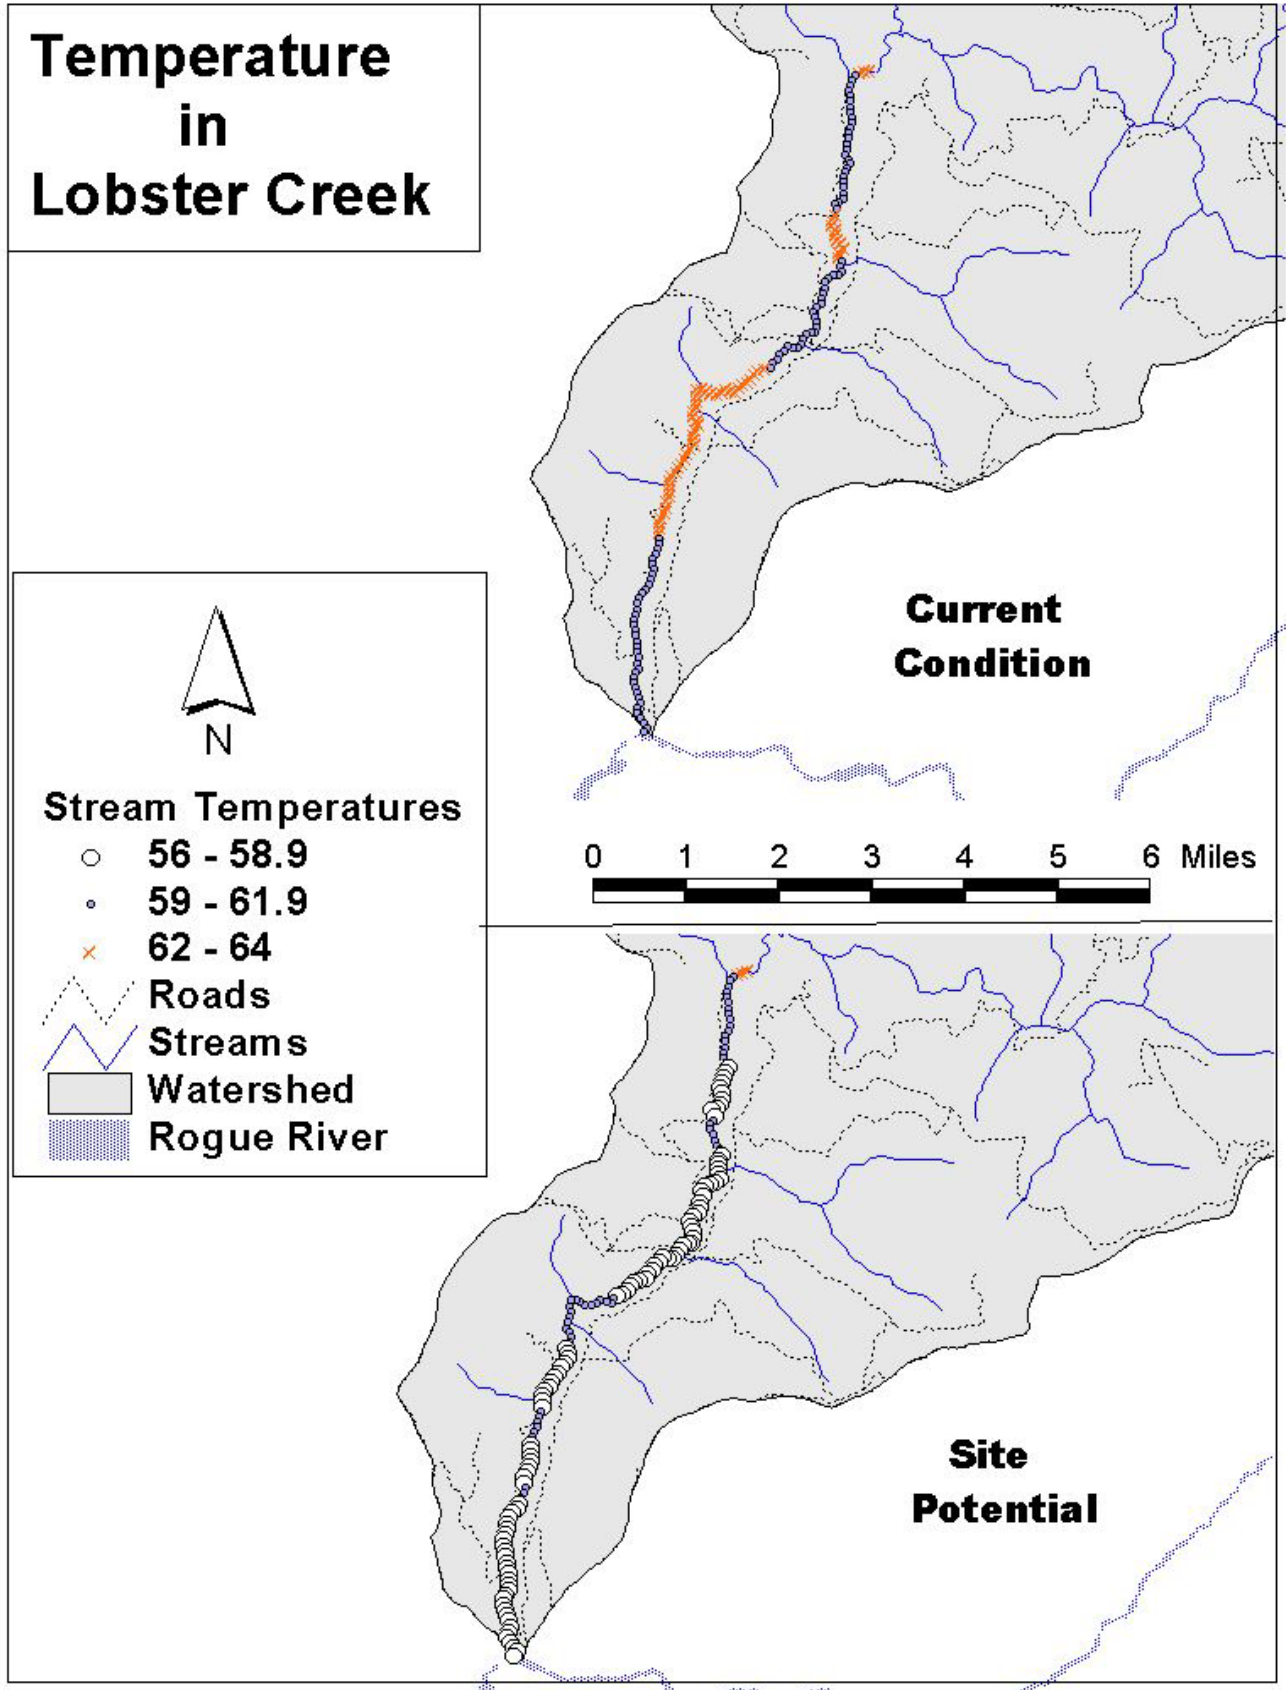 Temperature
in
Lobster Creek
Current
Condition
N
Stream Temperatures
56 - 58.9
59 - 61.9
62 - 64
Roads
Streams
Watershed
Rogue River
0 1 2 3 4 5 6 Miles
Site
Potential